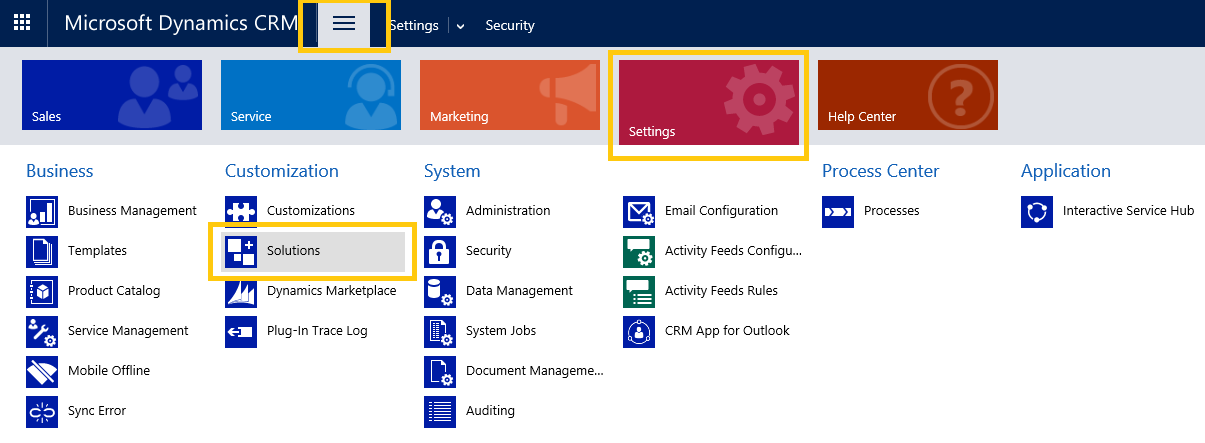 Microsoft Dynamics CRM Settings Security
Sales Service Marketing Settings Help Center
Business
Business Management
Templates
Product Catalog
Service Management
Mobile Offline
Sync Error
Customization
Customizations
Solutions
Dynamics Marketplace
Plug-In Trace Log
System
Administration
Security
Data Management
System Jobs
Document Manageme...
Auditing
Email Configuration
Activity Feeds Configu...
Activity Feeds Rules
CRM App for Outlook
Process Center
Processes
Application
Interactive Service Hub